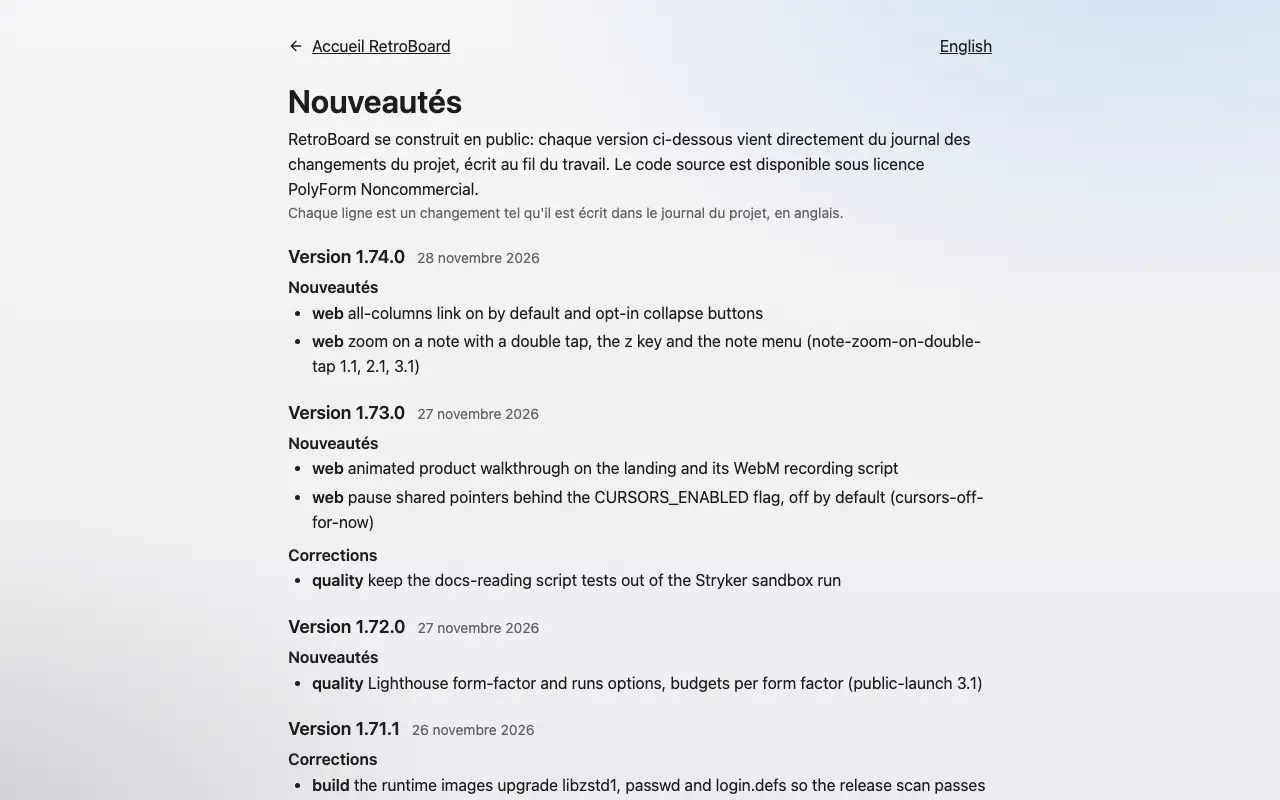 ← Accueil RetroBoard
English
Nouveautés
RetroBoard se construit en public: chaque version ci-dessous vient directement du journal des
changements du projet, écrit au fil du travail. Le code source est disponible sous licence
PolyForm Noncommercial.
Chaque ligne est un changement tel qu'il est écrit dans le journal du projet, en anglais.
Version 1.74.0 28 novembre 2026
Nouveautés
• web all-columns link on by default and opt-in collapse buttons
• web zoom on a note with a double tap, the z key and the note menu (note-zoom-on-double-
tap 1.1, 2.1, 3.1)
Version 1.73.0 27 novembre 2026
Nouveautés
• web animated product walkthrough on the landing and its WebM recording script
• web pause shared pointers behind the CURSORS_ENABLED flag, off by default (cursors-off-
for-now)
Corrections
• quality keep the docs-reading script tests out of the Stryker sandbox run
Version 1.72.0 27 novembre 2026
Nouveautés
• quality Lighthouse form-factor and runs options, budgets per form factor (public-launch 3.1)
Version 1.71.1 26 novembre 2026
Corrections
• build the runtime images upgrade libzstd1, passwd and login.defs so the release scan passes